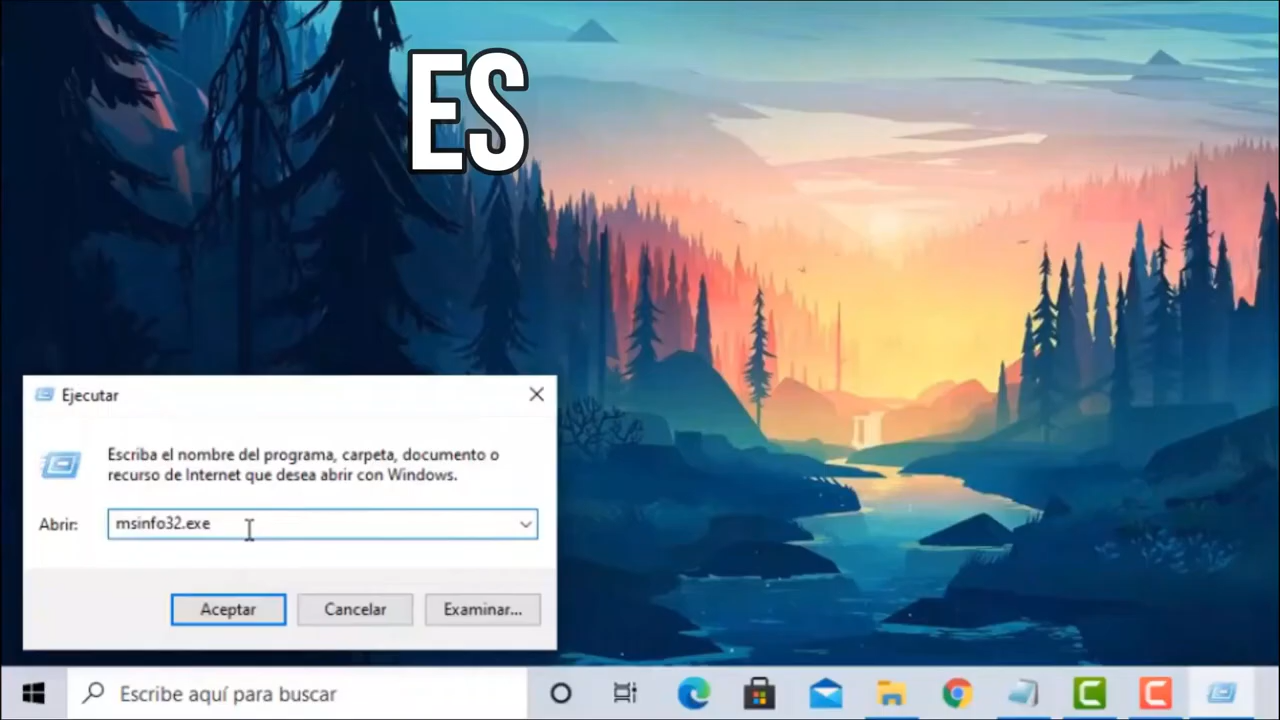 ES
Ejecutar
Escriba el nombre del programa, carpeta, documento o
recurso de Internet que desea abrir con Windows.
Abrir: msinfo32.exe
Aceptar Cancelar Examinar...
Escribe aquí para buscar